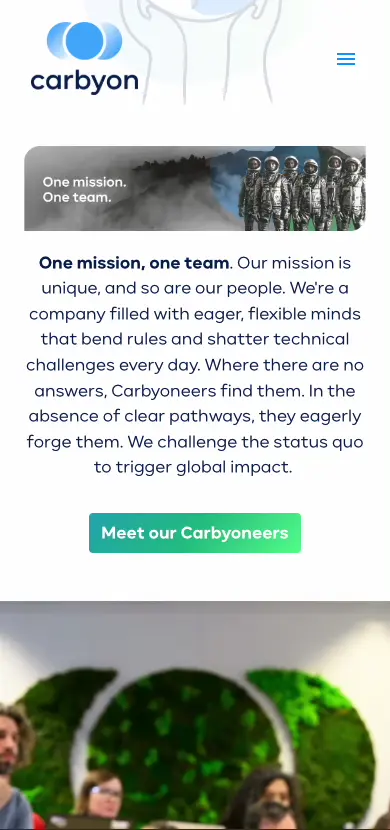 carbyon
One mission.
One team.
One mission, one team. Our mission is
unique, and so are our people. We're a
company filled with eager, flexible minds
that bend rules and shatter technical
challenges every day. Where there are no
answers, Carbyoneers find them. In the
absence of clear pathways, they eagerly
forge them. We challenge the status quo
to trigger global impact.
Meet our Carbyoneers